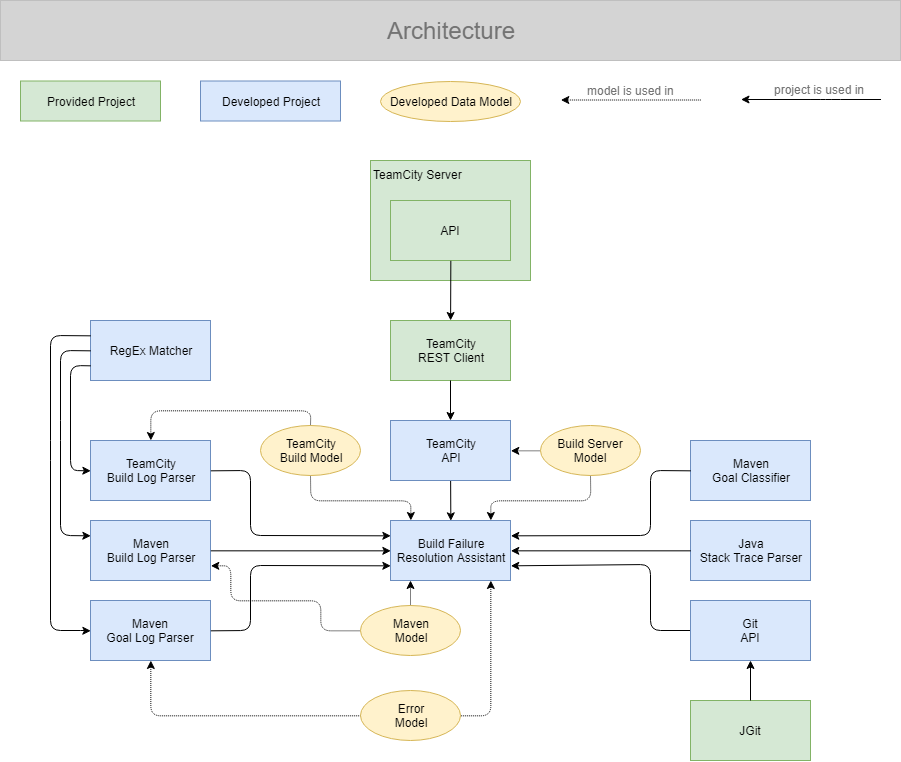 Architecture
Provided Project
Developed Project
Developed Data Model
model is used in
project is used in
TeamCity Server
API
TeamCity
REST Client
RegEx Matcher
TeamCity
Build Model
TeamCity
API
Build Server
Model
TeamCity
Build Log Parser
Maven
Goal Classifier
Maven
Build Log Parser
Build Failure
Resolution Assistant
Java
Stack Trace Parser
Maven
Goal Log Parser
Maven
Model
Git
API
Error
Model
JGit